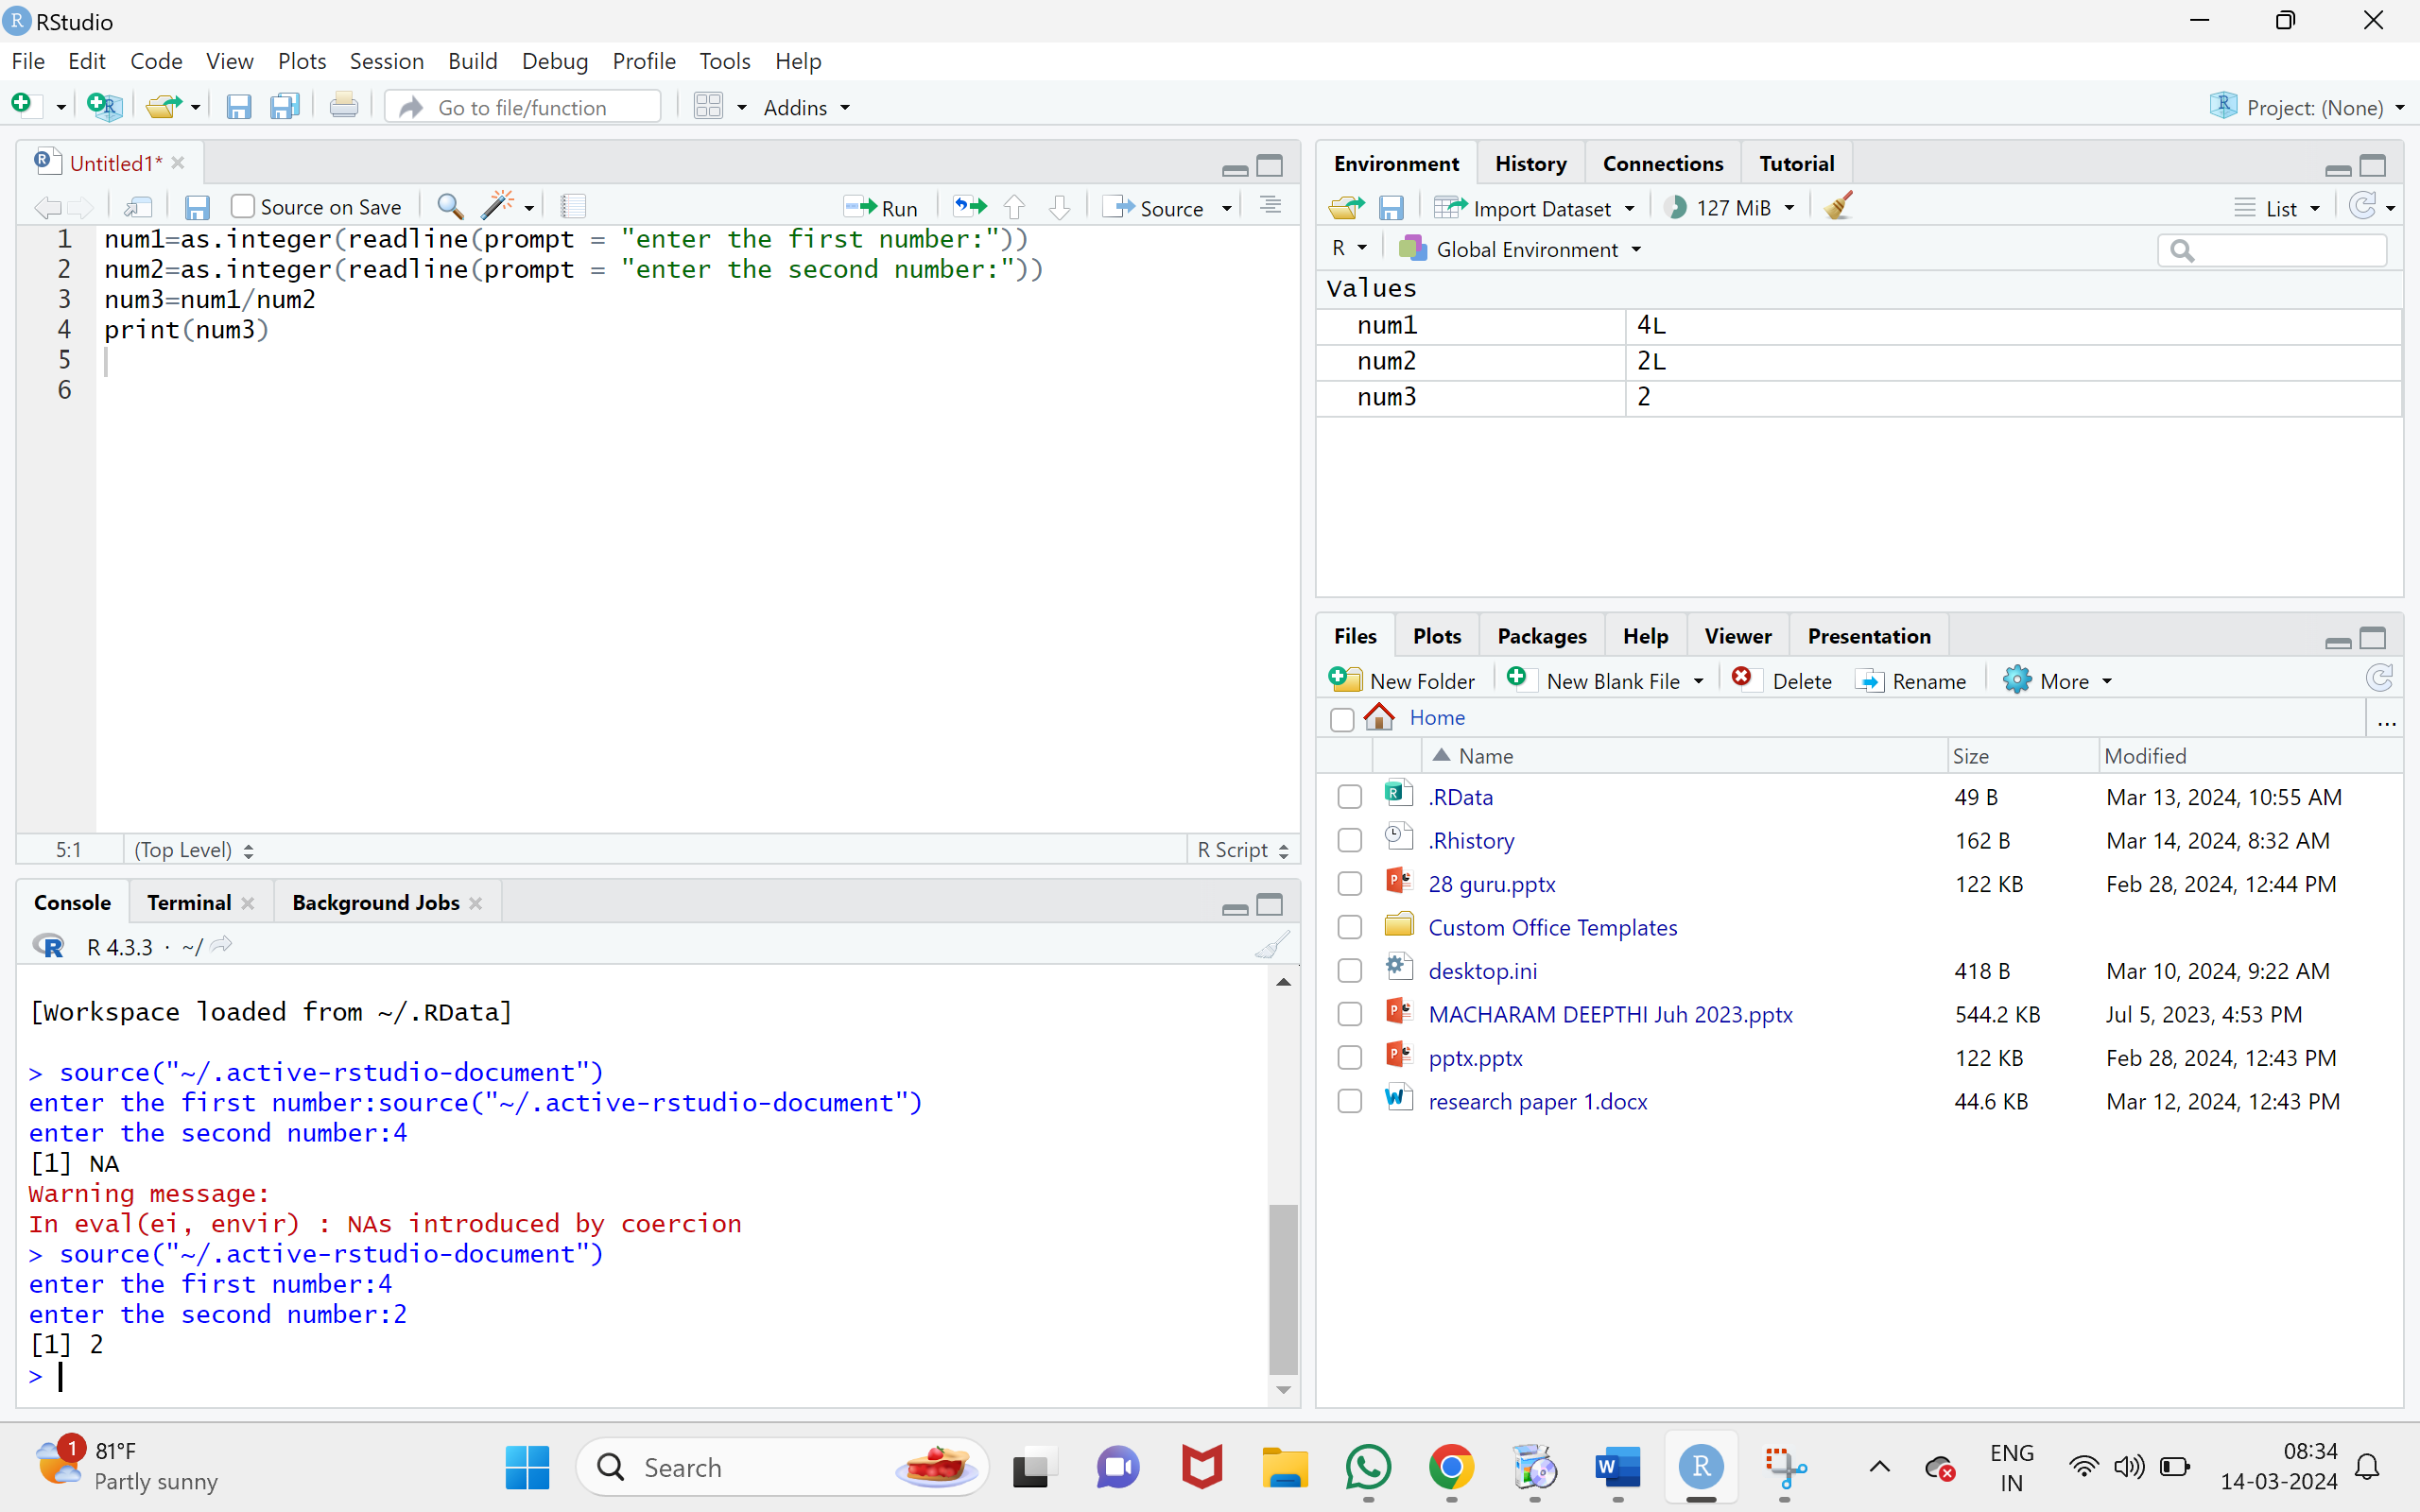 RStudio
File Edit Code View Plots Session Build Debug Profile Tools Help
Go to file/function Addins Project: (None)
Untitled1*
Source on Save Run Source
1 num1=as.integer(readline(prompt = "enter the first number:"))
2 num2=as.integer(readline(prompt = "enter the second number:"))
3 num3=num1/num2
4 print(num3)
5
6
5:1 (Top Level) R Script
Console Terminal Background Jobs
R 4.3.3 · ~/
[Workspace loaded from ~/.RData]
> source("~/.active-rstudio-document")
enter the first number:source("~/.active-rstudio-document")
enter the second number:4
[1] NA
Warning message:
In eval(ei, envir) : NAs introduced by coercion
> source("~/.active-rstudio-document")
enter the first number:4
enter the second number:2
[1] 2
>
Environment History Connections Tutorial
Import Dataset 127 MiB List
R Global Environment
Values
num1 4L
num2 2L
num3 2
Files Plots Packages Help Viewer Presentation
New Folder New Blank File Delete Rename More
Home ...
Name Size Modified
.RData 49 B Mar 13, 2024, 10:55 AM
.Rhistory 162 B Mar 14, 2024, 8:32 AM
28 guru.pptx 122 KB Feb 28, 2024, 12:44 PM
Custom Office Templates
desktop.ini 418 B Mar 10, 2024, 9:22 AM
MACHARAM DEEPTHI Juh 2023.pptx 544.2 KB Jul 5, 2023, 4:53 PM
pptx.pptx 122 KB Feb 28, 2024, 12:43 PM
research paper 1.docx 44.6 KB Mar 12, 2024, 12:43 PM
1 81°F
Partly sunny
Search
ENG
IN
08:34
14-03-2024